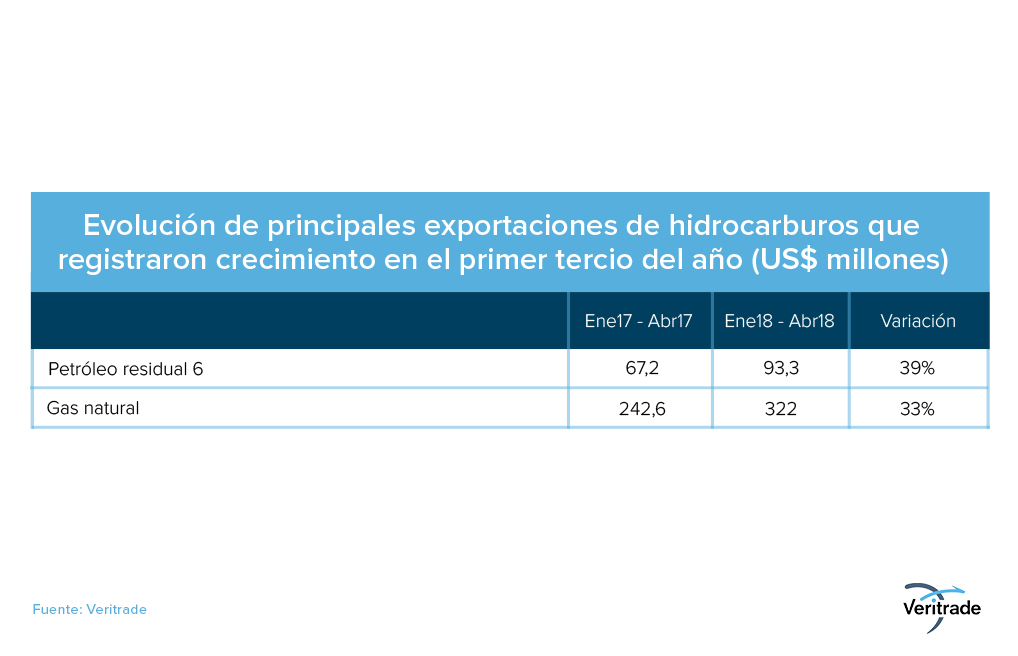 Evolución de principales exportaciones de hidrocarburos que
registraron crecimiento en el primer tercio del año (US$ millones)
Ene17 - Abr17 Ene18 - Abr18 Variación
Petróleo residual 6 67,2 93,3 39%
Gas natural 242,6 322 33%
Fuente: Veritrade
Veritrade